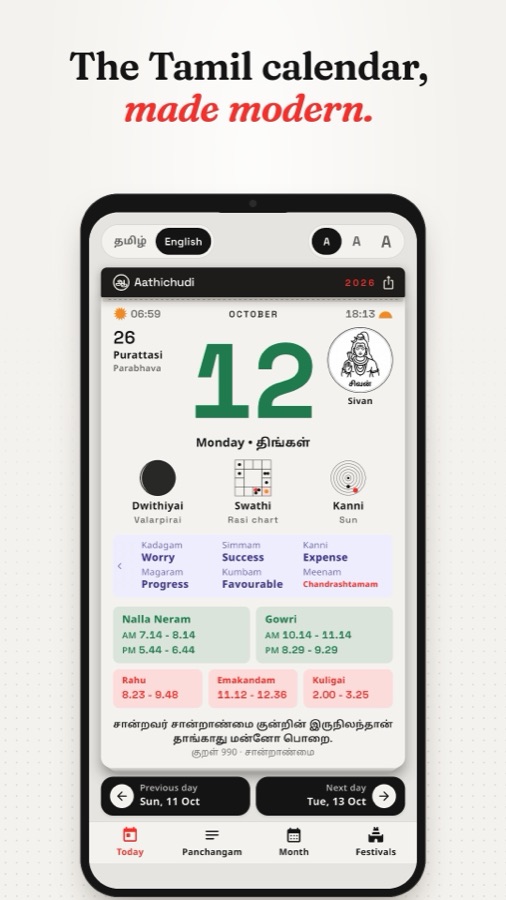 The Tamil calendar,
made modern.
தமிழ் English A A A
ஆ Aathichudi 2026
06:59 OCTOBER 18:13
26
Purattasi
Parabhava
12
சிவன்
Sivan
Monday • திங்கள்
Dwithiyai Swathi Kanni
Valarpirai Rasi chart Sun
Kadagam Simmam Kanni
Worry Success Expense
Magaram Kumbam Meenam
Progress Favourable Chandrashtamam
Nalla Neram Gowri
AM 7.14 - 8.14 AM 10.14 - 11.14
PM 5.44 - 6.44 PM 8.29 - 9.29
Rahu Emakandam Kuligai
8.23 - 9.48 11.12 - 12.36 2.00 - 3.25
சான்றவர் சான்றாண்மை குன்றின் இருநிலந்தான்
தாங்காது மன்னோ பொறை.
குறள் 990 · சான்றாண்மை
Previous day Next day
Sun, 11 Oct Tue, 13 Oct
Today Panchangam Month Festivals